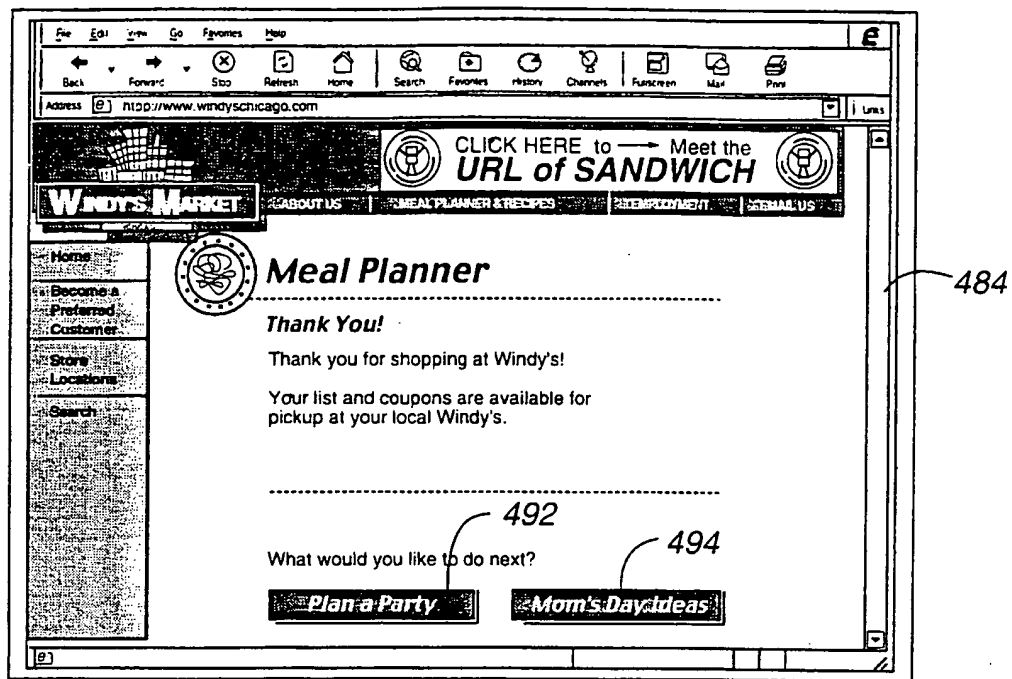 File Edit View Go Favorites Help
Back Forward Stop Refresh Home Search Favorites History Channels Fullscreen Mail Print
Address http://www.windyschicago.com Links
CLICK HERE to → Meet the
URL of SANDWICH
WINDY'S MARKET ABOUT US MEAL PLANNER & RECIPES EMPLOYMENT EMAIL US
Home
Become a
Preferred
Customer
Store
Locations
Search
Meal Planner
484
Thank You!
Thank you for shopping at Windy's!
Your list and coupons are available for
pickup at your local Windy's.
492
494
What would you like to do next?
Plan a Party Mom's Day Ideas